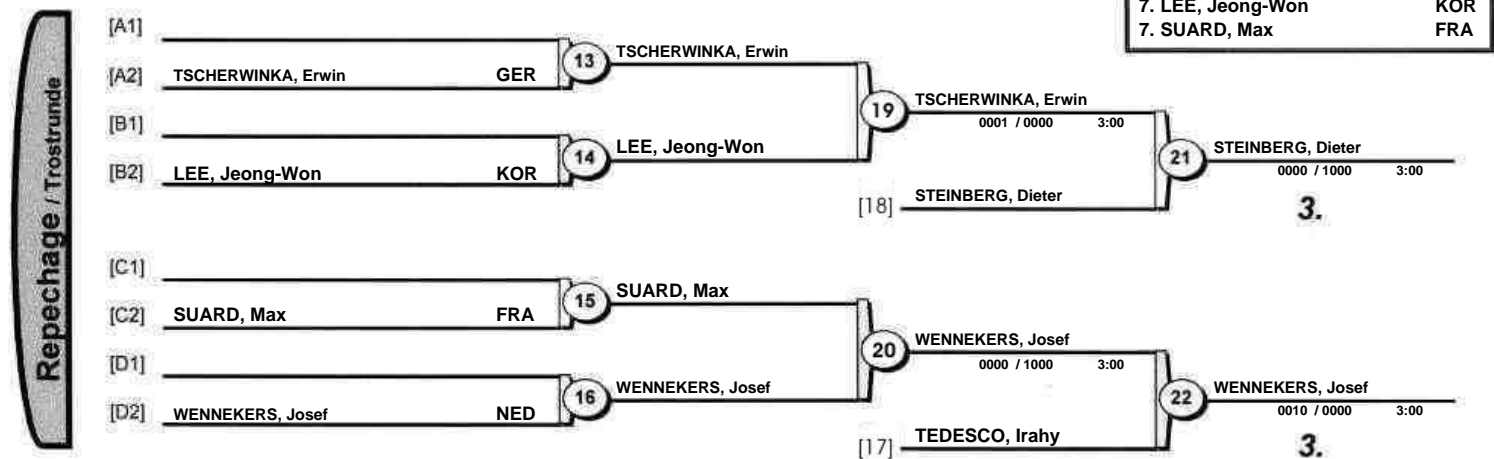 7. LEE, Jeong-Won KOR
7. SUARD, Max FRA
Repechage / Trostrunde
[A1]
[A2] TSCHERWINKA, Erwin GER
13 TSCHERWINKA, Erwin
[B1]
[B2] LEE, Jeong-Won KOR
14 LEE, Jeong-Won
19 TSCHERWINKA, Erwin
0001 / 0000 3:00
[18] STEINBERG, Dieter
21 STEINBERG, Dieter
0000 / 1000 3:00
3.
[C1]
[C2] SUARD, Max FRA
15 SUARD, Max
[D1]
[D2] WENNEKERS, Josef NED
16 WENNEKERS, Josef
20 WENNEKERS, Josef
0000 / 1000 3:00
[17] TEDESCO, Irahy
22 WENNEKERS, Josef
0010 / 0000 3:00
3.